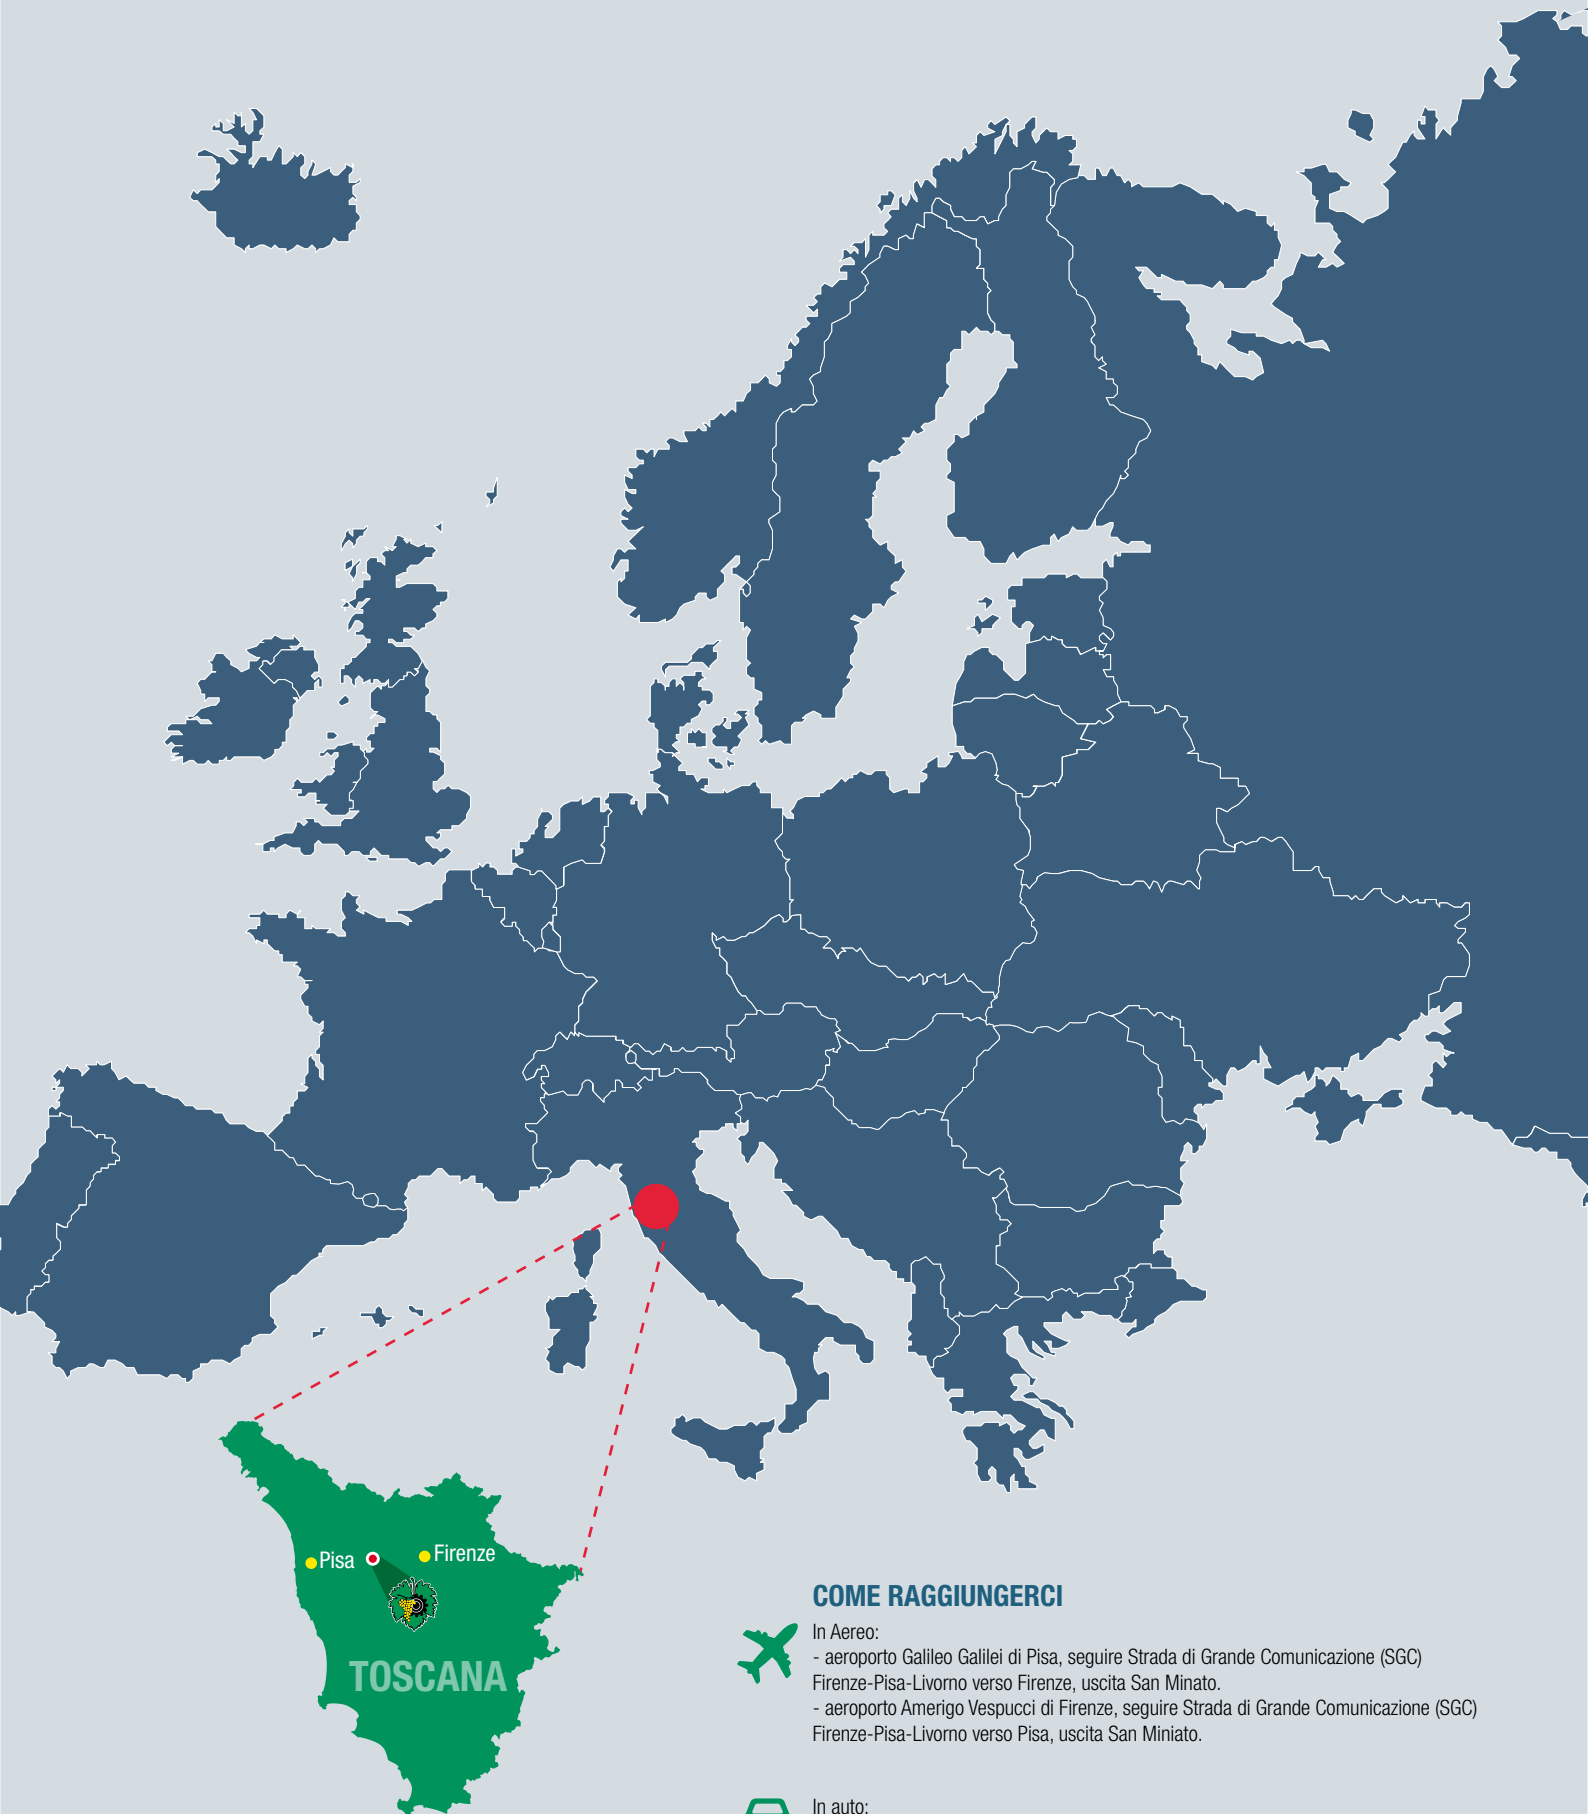 Pisa
Firenze
TOSCANA
COME RAGGIUNGERCI
In Aereo:
- aeroporto Galileo Galilei di Pisa, seguire Strada di Grande Comunicazione (SGC)
Firenze-Pisa-Livorno verso Firenze, uscita San Minato.
- aeroporto Amerigo Vespucci di Firenze, seguire Strada di Grande Comunicazione (SGC)
Firenze-Pisa-Livorno verso Pisa, uscita San Miniato.
In auto: